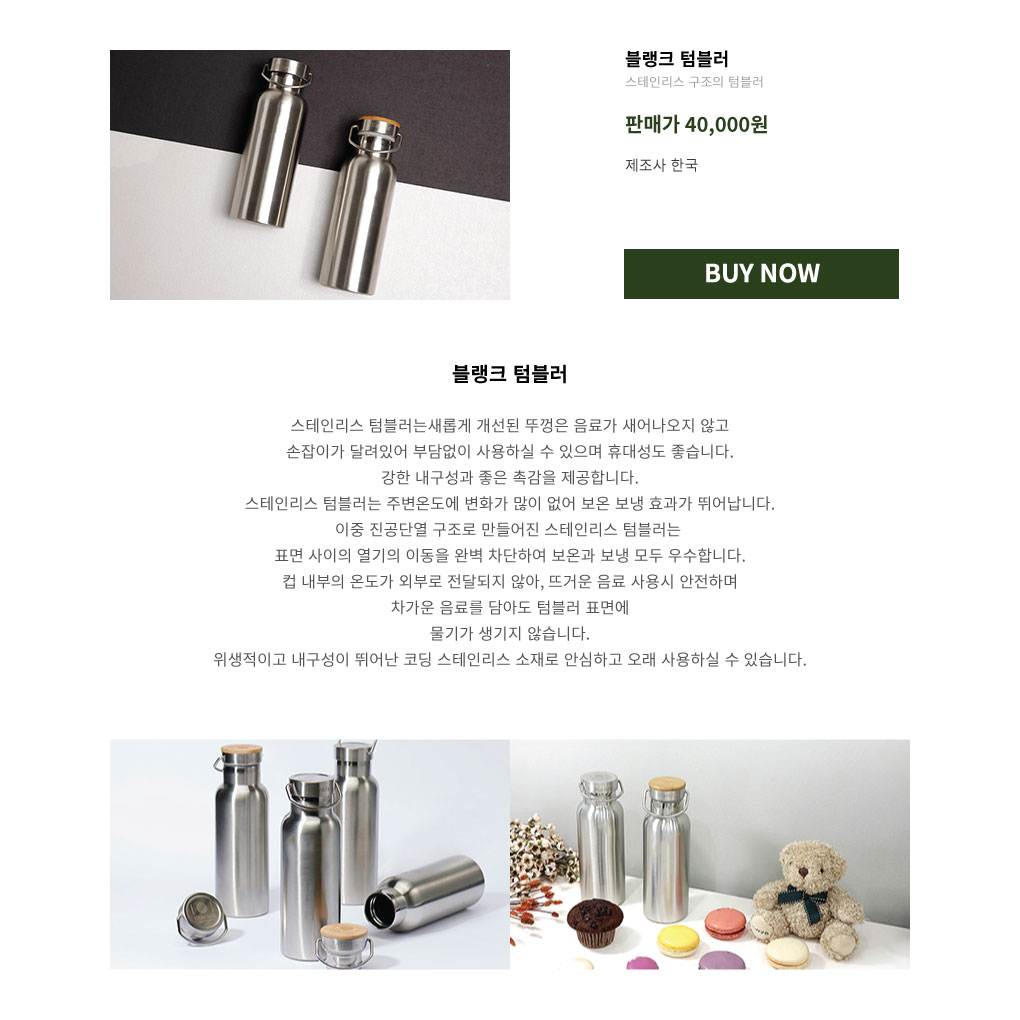 블랭크 텀블러
스테인리스 구조의 텀블러
판매가 40,000원
제조사 한국
BUY NOW
블랭크 텀블러
스테인리스 텀블러는새롭게 개선된 뚜껑은 음료가 새어나오지 않고
손잡이가 달려있어 부담없이 사용하실 수 있으며 휴대성도 좋습니다.
강한 내구성과 좋은 촉감을 제공합니다.
스테인리스 텀블러는 주변온도에 변화가 많이 없어 보온 보냉 효과가 뛰어납니다.
이중 진공단열 구조로 만들어진 스테인리스 텀블러는
표면 사이의 열기의 이동을 완벽 차단하여 보온과 보냉 모두 우수합니다.
컵 내부의 온도가 외부로 전달되지 않아, 뜨거운 음료 사용시 안전하며
차가운 음료를 담아도 텀블러 표면에
물기가 생기지 않습니다.
위생적이고 내구성이 뛰어난 코딩 스테인리스 소재로 안심하고 오래 사용하실 수 있습니다.